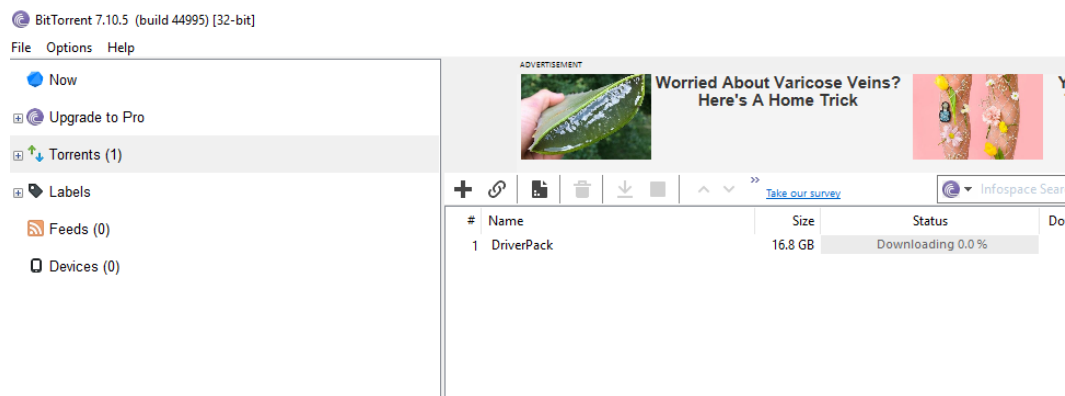 BitTorrent 7.10.5 (build 44995) [32-bit]
File Options Help
Now
Upgrade to Pro
Torrents (1)
Labels
Feeds (0)
Devices (0)
ADVERTISEMENT
Worried About Varicose Veins?
Here's A Home Trick
Y
Take our survey
Infospace Sear
# Name Size Status Do
1 DriverPack 16.8 GB Downloading 0.0 %